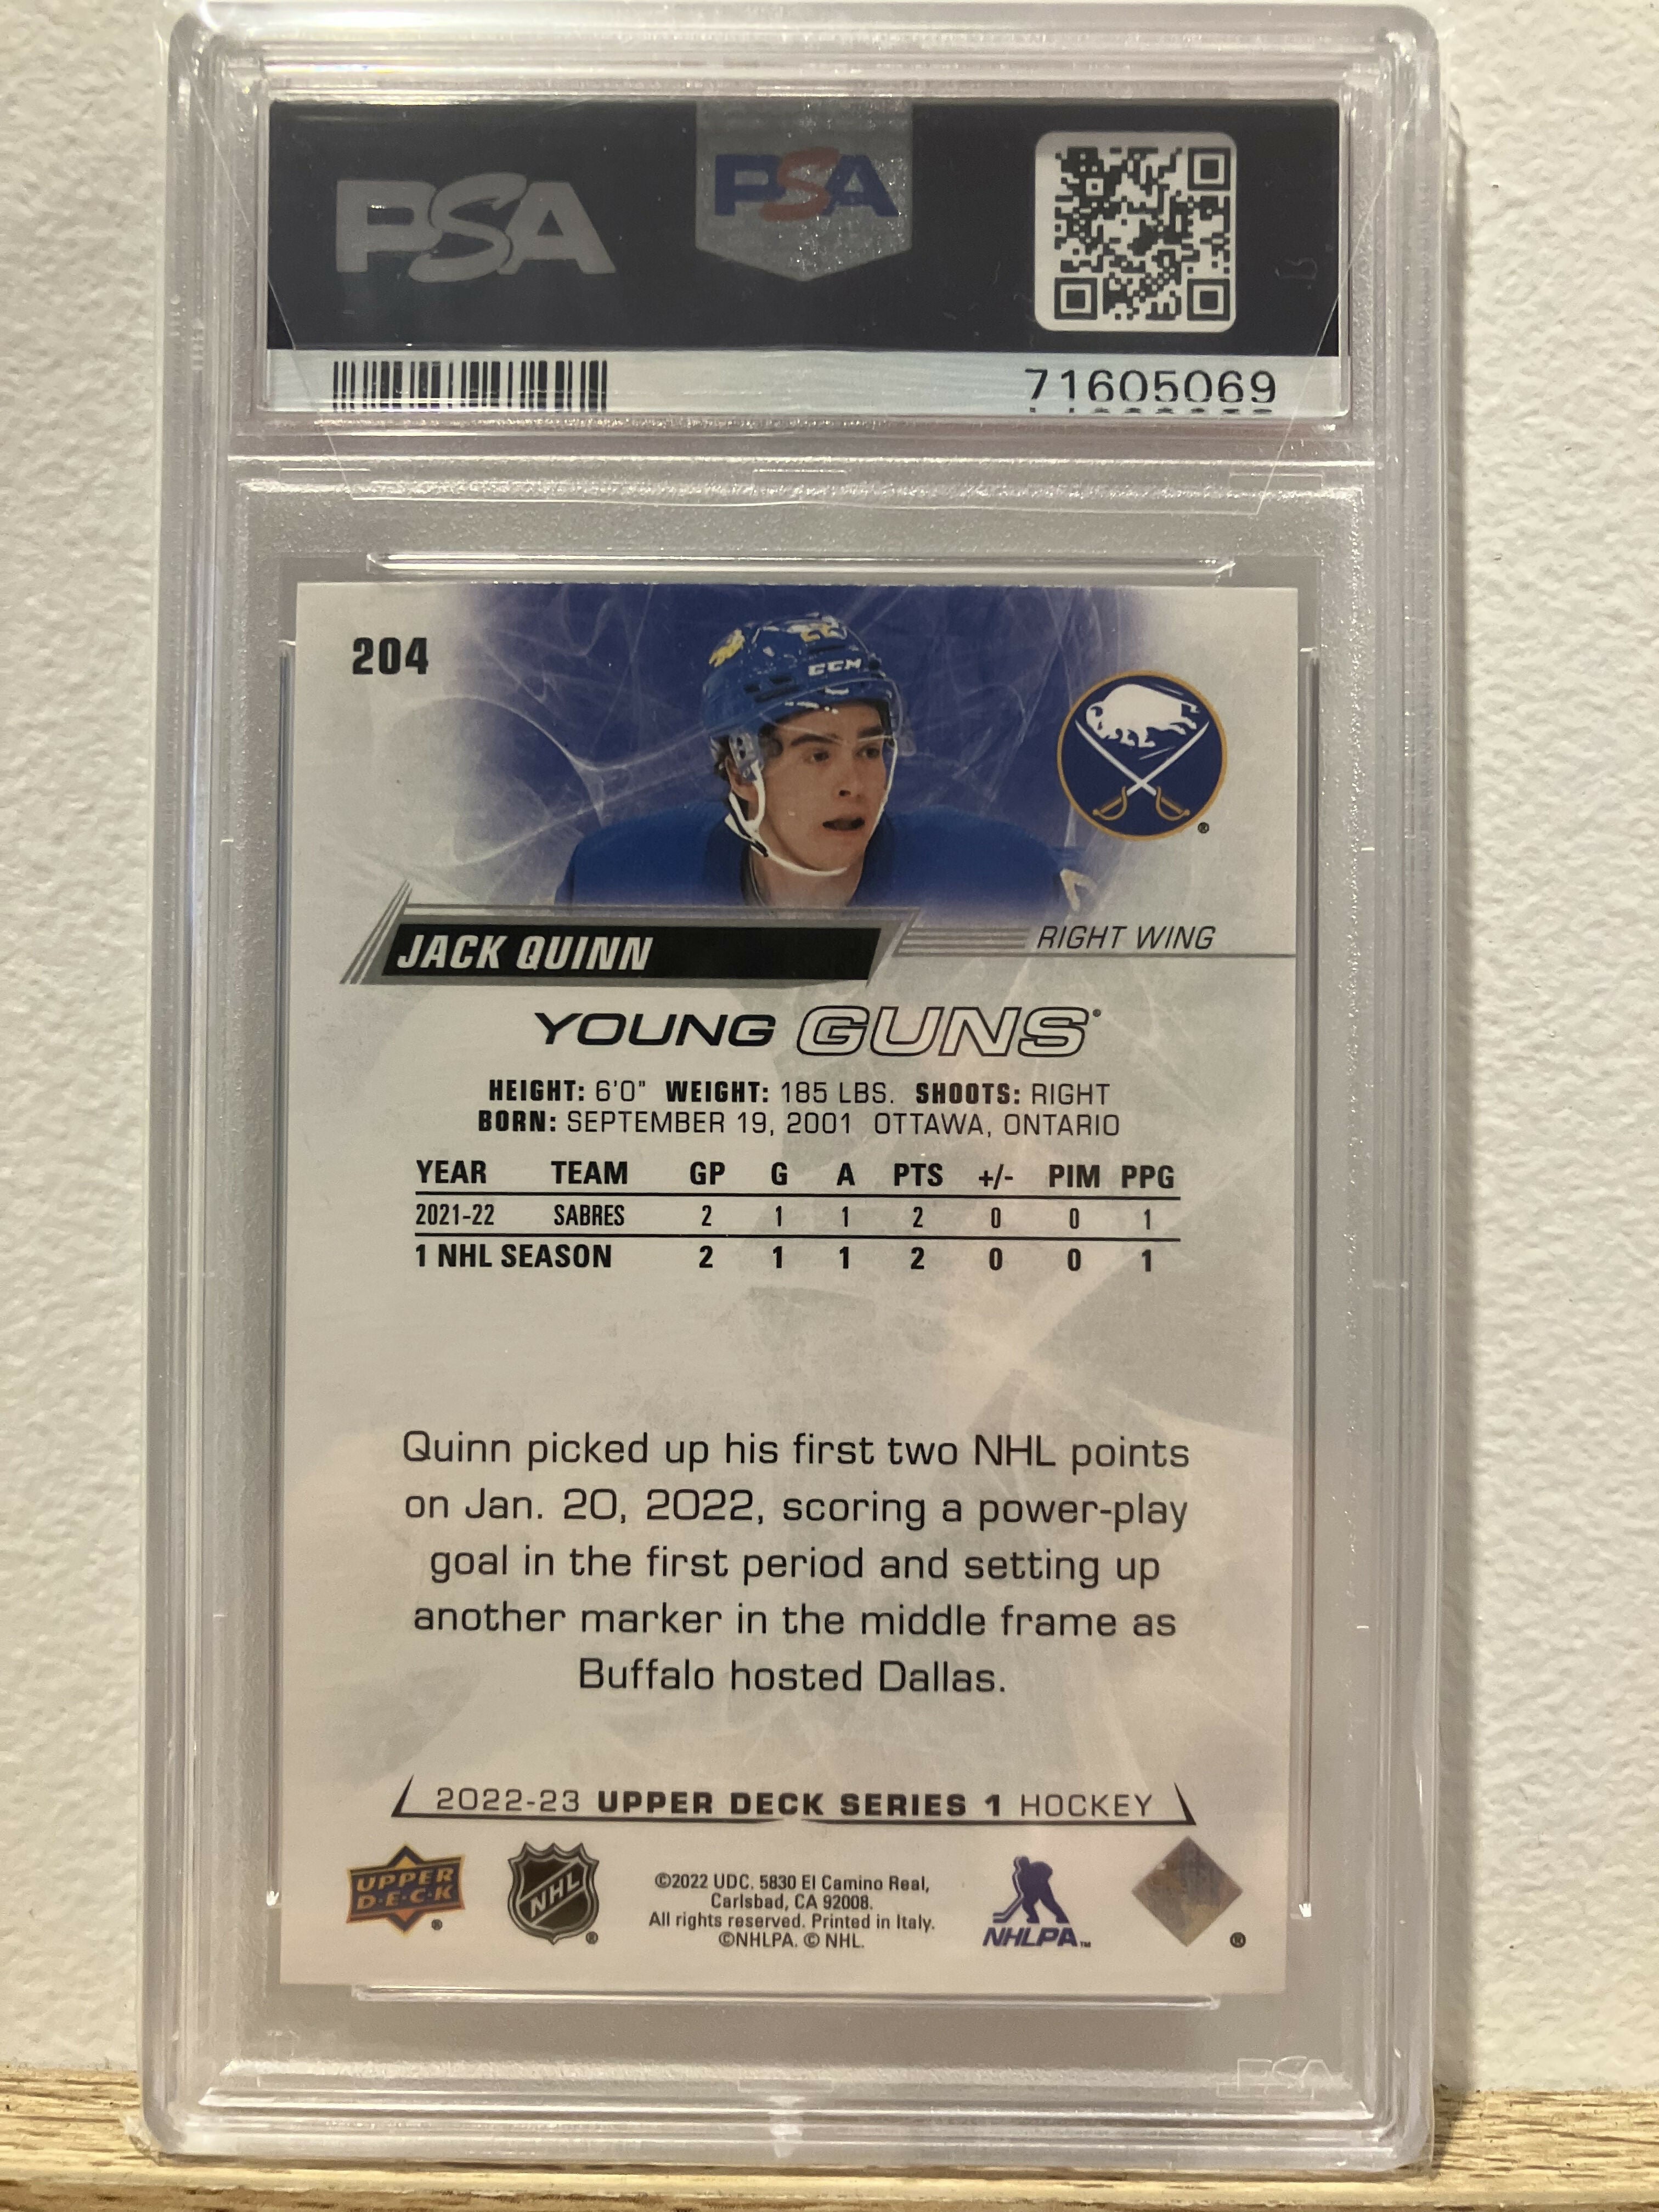 PSA
PSA
71605069
204
22
CCM
JACK QUINN
RIGHT WING
YOUNG GUNS®
HEIGHT: 6'0" WEIGHT: 185 LBS. SHOOTS: RIGHT
BORN: SEPTEMBER 19, 2001 OTTAWA, ONTARIO
YEAR TEAM GP G A PTS +/- PIM PPG
2021-22 SABRES 2 1 1 2 0 0 1
1 NHL SEASON 2 1 1 2 0 0 1
Quinn picked up his first two NHL points
on Jan. 20, 2022, scoring a power-play
goal in the first period and setting up
another marker in the middle frame as
Buffalo hosted Dallas.
2022-23 UPPER DECK SERIES 1 HOCKEY
UPPER
D·E·C·K ®
NHL ®
©2022 UDC. 5830 El Camino Real,
Carlsbad, CA 92008.
All rights reserved. Printed in Italy.
©NHLPA. © NHL.
NHLPA™
®
PSA